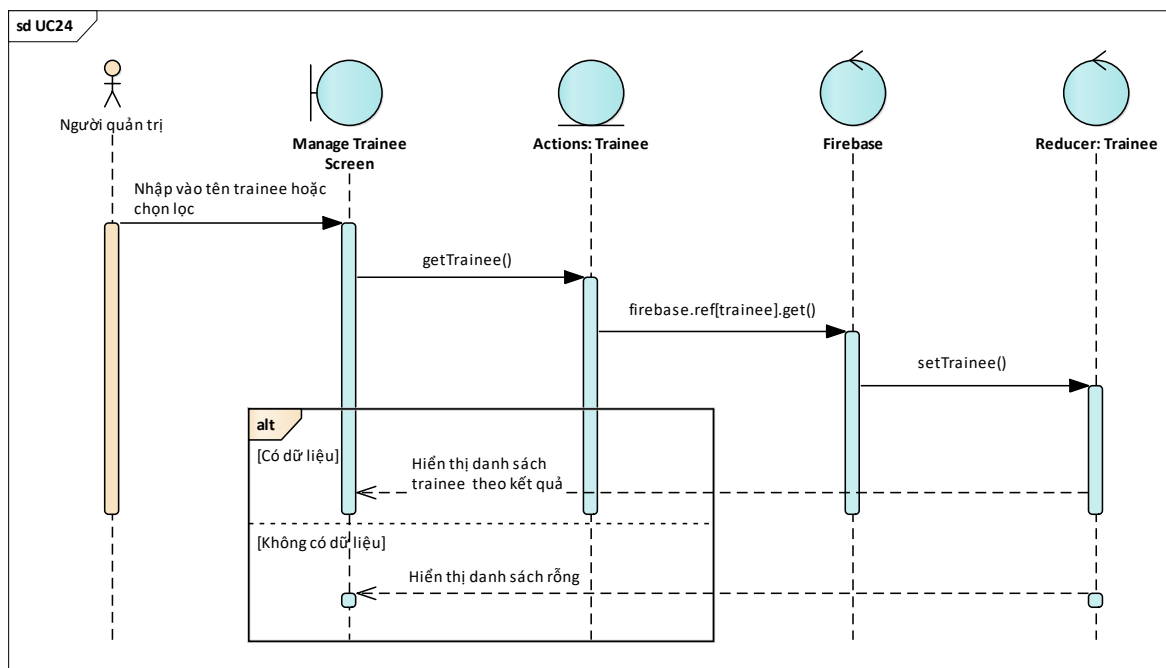 sd UC24
Người quản trị
Manage Trainee
Screen
Actions: Trainee
Firebase
Reducer: Trainee
Nhập vào tên trainee hoặc
chọn lọc
getTrainee()
firebase.ref[trainee].get()
setTrainee()
alt
[Có dữ liệu]
Hiển thị danh sách
trainee theo kết quả
[Không có dữ liệu]
Hiển thị danh sách rỗng